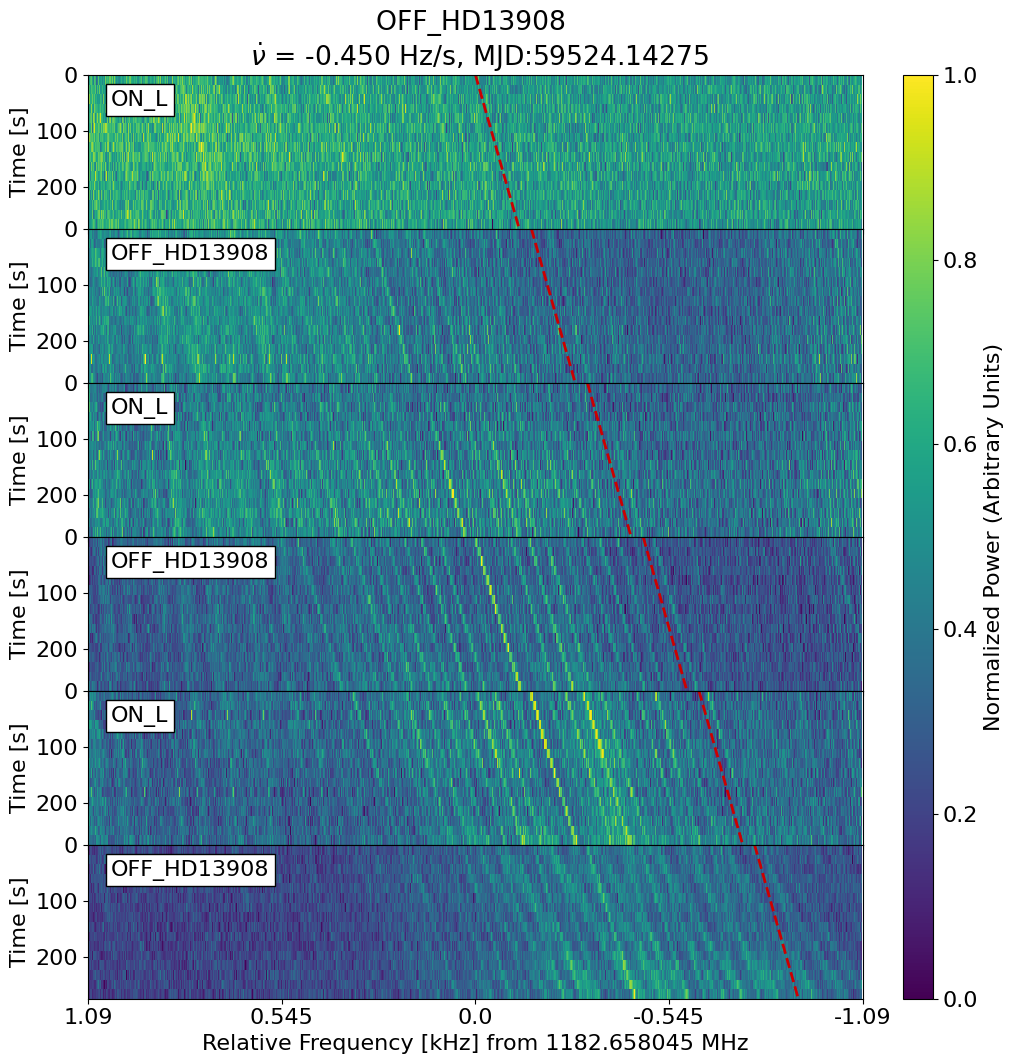 OFF_HD13908
ν̇ = -0.450 Hz/s, MJD:59524.14275
ON_L
OFF_HD13908
ON_L
OFF_HD13908
ON_L
OFF_HD13908
Time [s]
0
100
200
Time [s]
0
100
200
Time [s]
0
100
200
Time [s]
0
100
200
Time [s]
0
100
200
Time [s]
0
100
200
1.09 0.545 0.0 -0.545 -1.09
Relative Frequency [kHz] from 1182.658045 MHz
1.0
0.8
0.6
0.4
0.2
0.0
Normalized Power (Arbitrary Units)